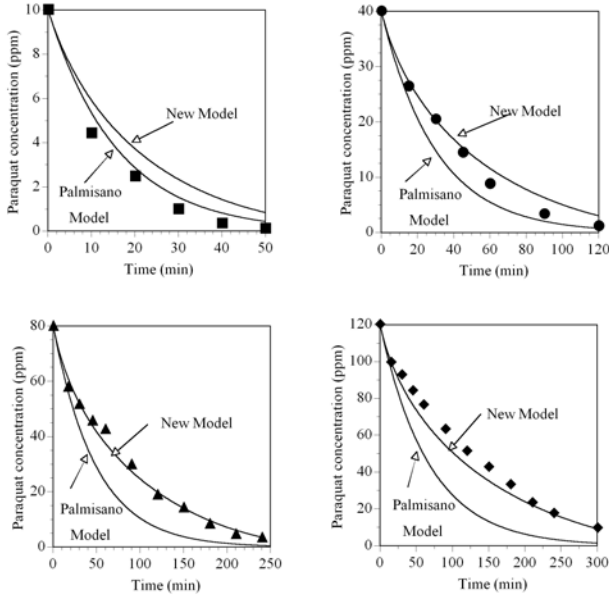 Paraquat concentration (ppm)
10
8
6
4
2
0
New Model
Palmisano
Model
0 10 20 30 40 50
Time (min)
Paraquat concentration (ppm)
40
30
20
10
0
New Model
Palmisano
Model
0 20 40 60 80 100 120
Time (min)
Paraquat concentration (ppm)
80
60
40
20
0
New Model
Palmisano
Model
0 50 100 150 200 250
Time (min)
Paraquat concentration (ppm)
120
100
80
60
40
20
0
New Model
Palmisano
Model
0 50 100 150 200 250 300
Time (min)